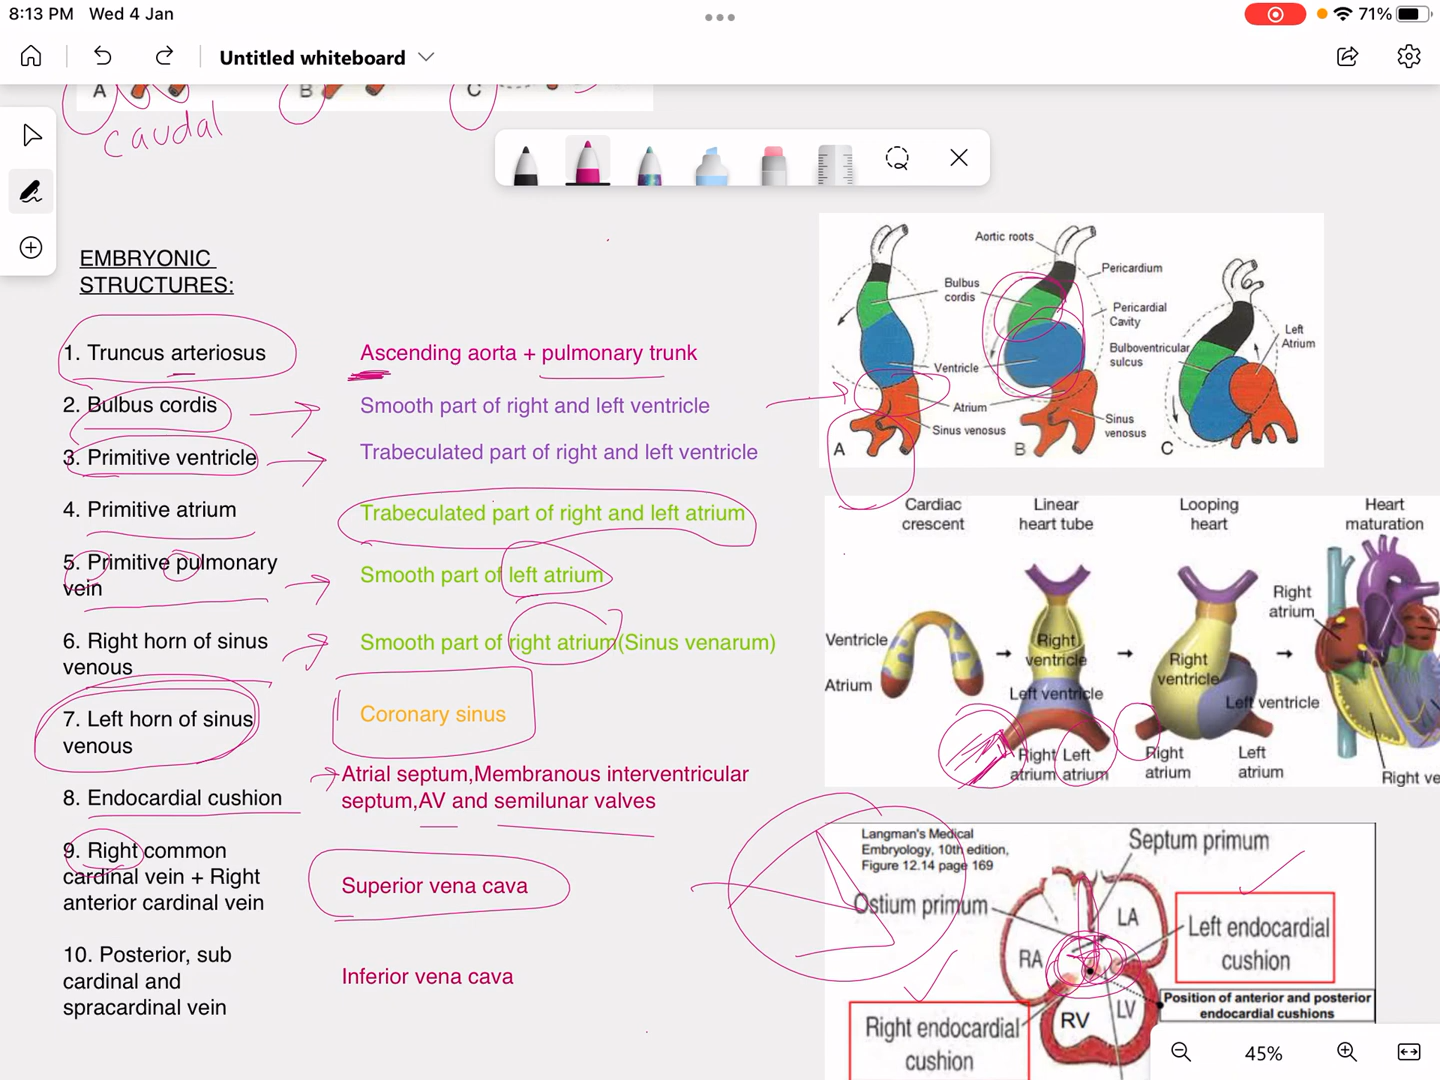 8:13 PM Wed 4 Jan
71%
Untitled whiteboard
A B C
caudal
EMBRYONIC
STRUCTURES:
1. Truncus arteriosus
Ascending aorta + pulmonary trunk
2. Bulbus cordis
Smooth part of right and left ventricle
3. Primitive ventricle
Trabeculated part of right and left ventricle
4. Primitive atrium
Trabeculated part of right and left atrium
5. Primitive pulmonary
vein
Smooth part of left atrium
6. Right horn of sinus
venous
Smooth part of right atrium(Sinus venarum)
7. Left horn of sinus
venous
Coronary sinus
8. Endocardial cushion
Atrial septum,Membranous interventricular
septum,AV and semilunar valves
9. Right common
cardinal vein + Right
anterior cardinal vein
Superior vena cava
10. Posterior, sub
cardinal and
spracardinal vein
Inferior vena cava
Aortic roots
Pericardium
Bulbus
cordis
Pericardial
Cavity
Left
Atrium
Bulboventricular
sulcus
Ventricle
Atrium
Sinus venosus
Sinus
venosus
A
B
C
Cardiac
crescent
Linear
heart tube
Looping
heart
Heart
maturation
Right
atrium
Ventricle
Atrium
Right
ventricle
Left ventricle
Right
ventricle
Left ventricle
Right
atrium
Left
atrium
Right
atrium
Left
atrium
Right ve
Langman's Medical
Embryology, 10th edition,
Figure 12.14 page 169
Septum primum
Ostium primum
LA
RA
Left endocardial
cushion
Position of anterior and posterior
endocardial cushions
LV
RV
Right endocardial
cushion
45%